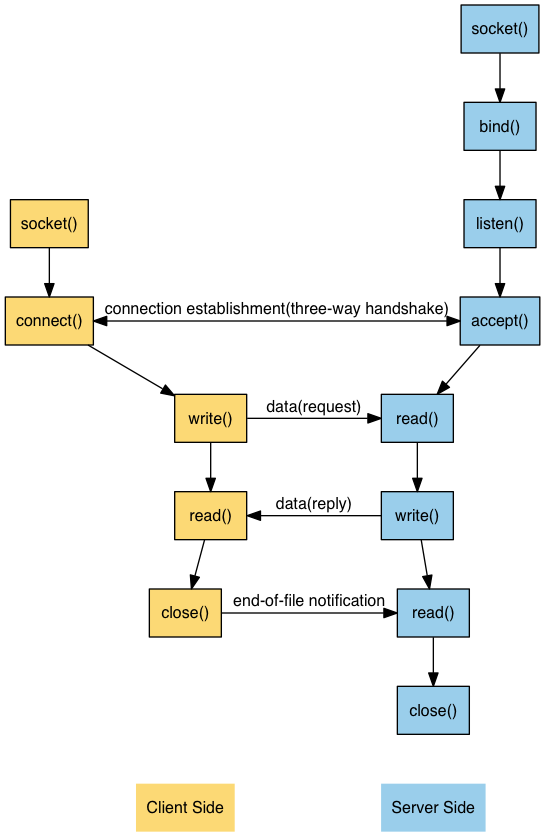 socket()
bind()
socket()
listen()
connect()
connection establishment(three-way handshake)
accept()
write()
data(request)
read()
read()
data(reply)
write()
close()
end-of-file notification
read()
close()
Client Side
Server Side